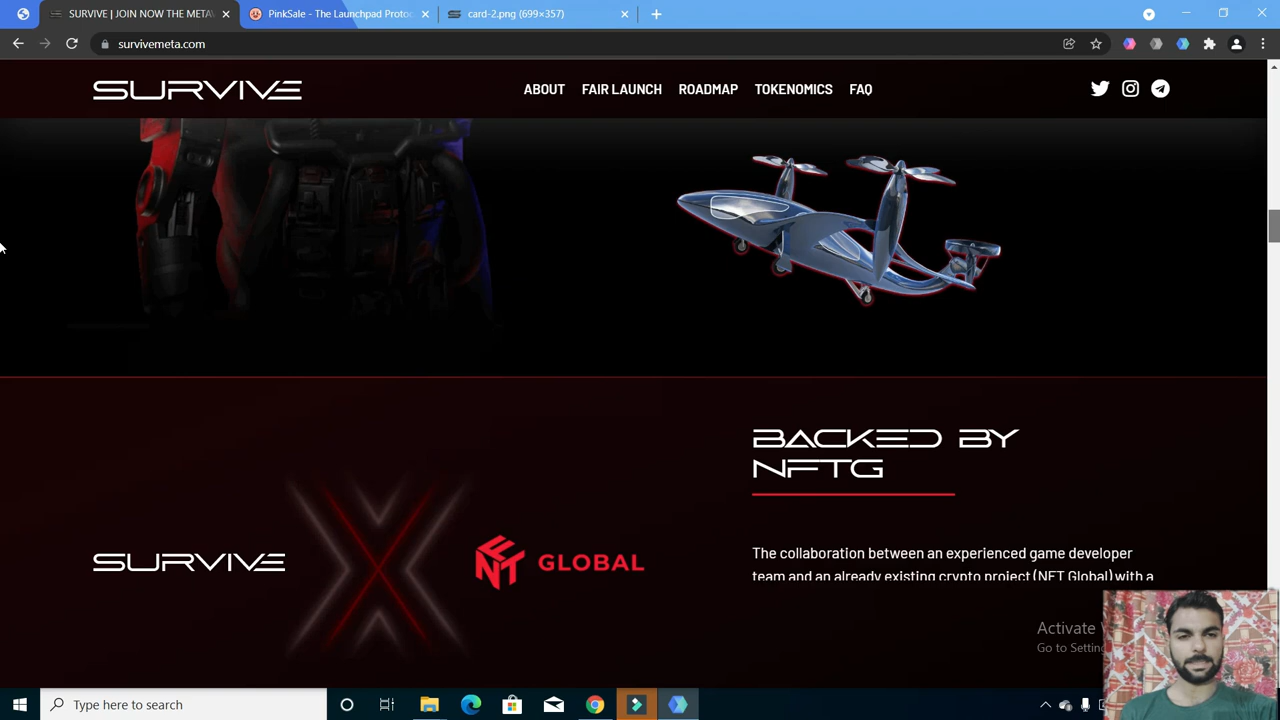 SURVIVE | JOIN NOW THE META
PinkSale - The Launchpad Protoc
card-2.png (699×357)
survivemeta.com
SURVIVE
ABOUT
FAIR LAUNCH
ROADMAP
TOKENOMICS
FAQ
BACKED BY
NFTG
SURVIVE
NFT GLOBAL
The collaboration between an experienced game developer
team and an already existing crypto project (NFT Global) with a
Activate
Go to Setting
Type here to search